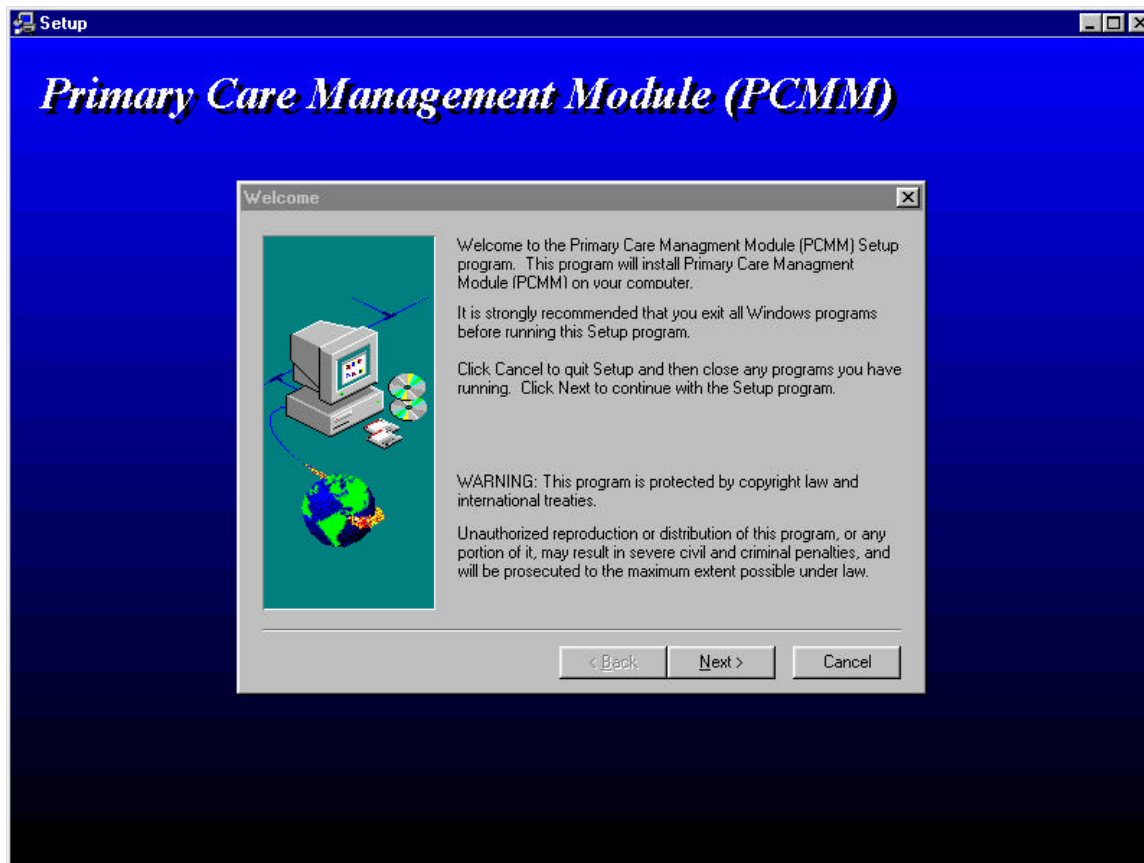 Setup
Primary Care Management Module (PCMM)
Welcome
Welcome to the Primary Care Managment Module (PCMM) Setup
program.  This program will install Primary Care Managment
Module (PCMM) on your computer.
It is strongly recommended that you exit all Windows programs
before running this Setup program.
Click Cancel to quit Setup and then close any programs you have
running.  Click Next to continue with the Setup program.
WARNING: This program is protected by copyright law and
international treaties.
Unauthorized reproduction or distribution of this program, or any
portion of it, may result in severe civil and criminal penalties, and
will be prosecuted to the maximum extent possible under law.
< Back Next > Cancel